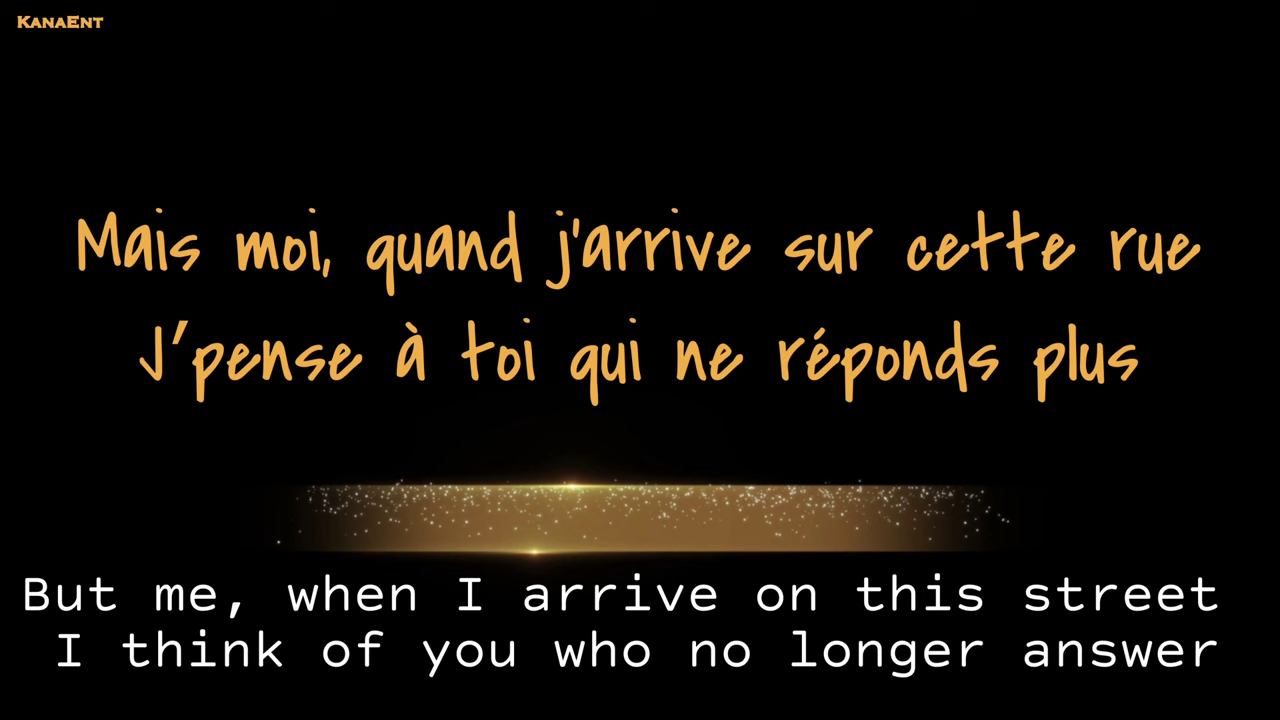 KanaEnt
Mais moi, quand j'arrive sur cette rue
J'pense à toi qui ne réponds plus
But me, when I arrive on this street
I think of you who no longer answer